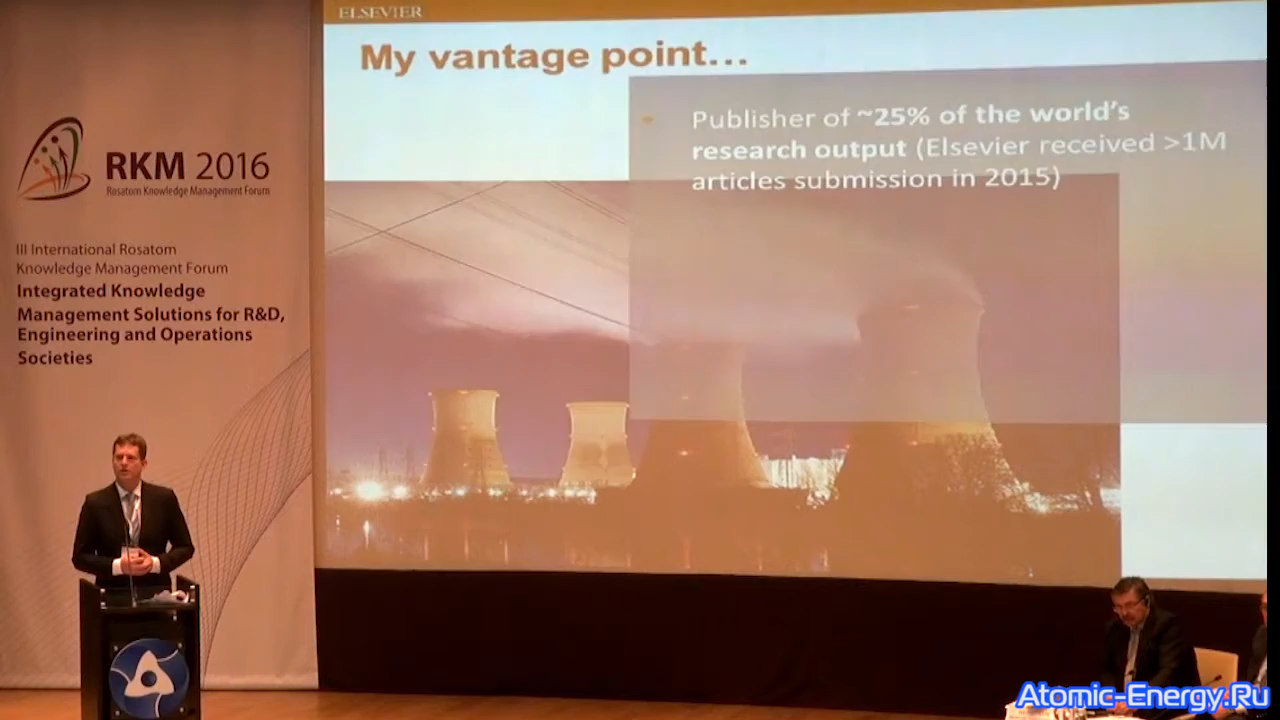 ELSEVIER
My vantage point...
Publisher of ~25% of the world's
research output (Elsevier received >1M
articles submission in 2015)
RKM 2016
Rosatom Knowledge Management Forum
III International Rosatom
Knowledge Management Forum
Integrated Knowledge
Management Solutions for R&D,
Engineering and Operations
Societies
Atomic-Energy.Ru